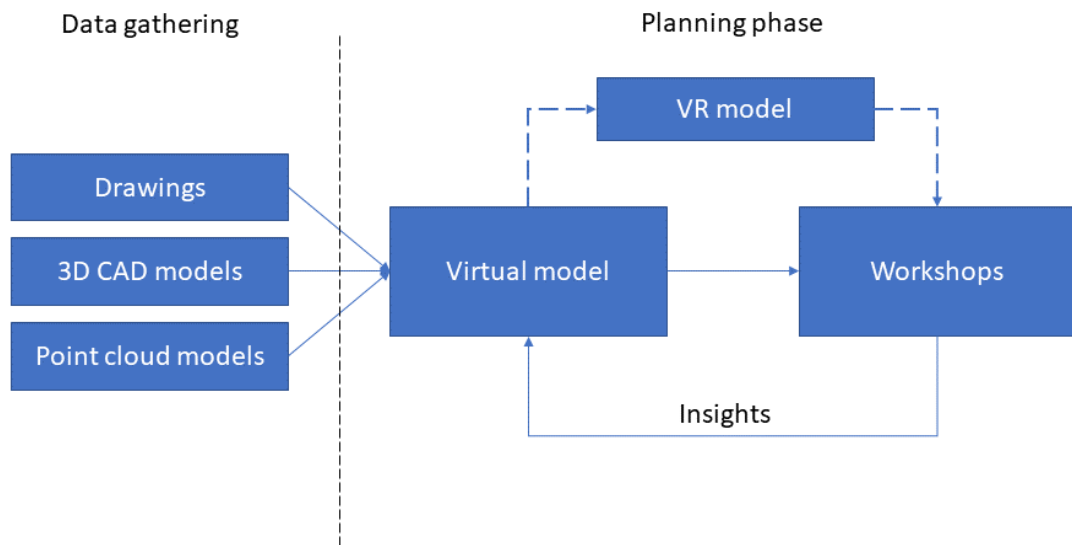 Data gathering
Planning phase
VR model
Drawings
3D CAD models
Virtual model
Workshops
Point cloud models
Insights